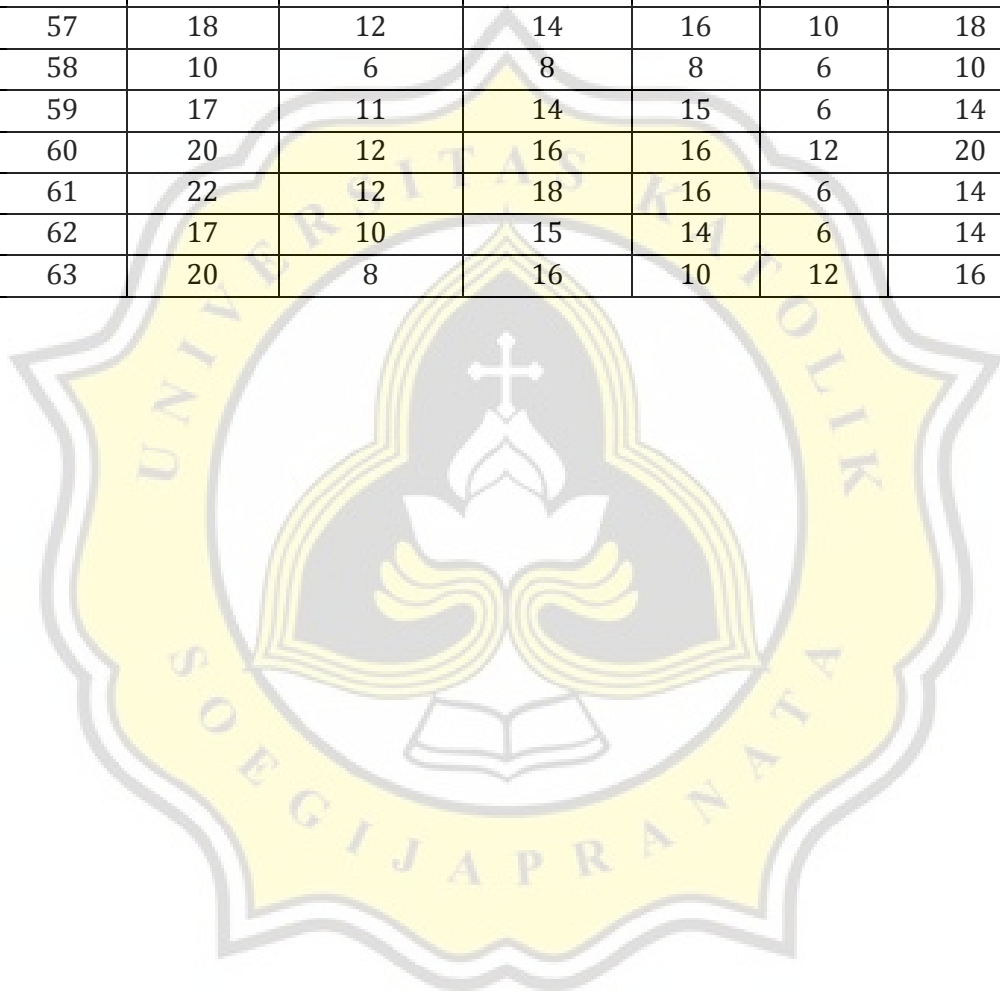 57 18 12 14 16 10 18
58 10 6 8 8 6 10
59 17 11 14 15 6 14
60 20 12 16 16 12 20
61 22 12 18 16 6 14
62 17 10 15 14 6 14
63 20 8 16 10 12 16
UNIVERSITAS KATOLIK
SOEGIJAPRANATA